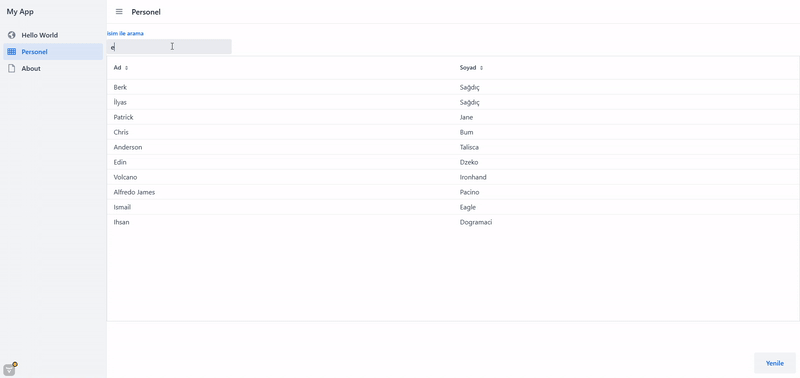 My App
Personel
Hello World
Personel
About
isim ile arama
e
Ad Soyad
Berk Sağdıç
İlyas Sağdıç
Patrick Jane
Chris Bum
Anderson Talisca
Edin Dzeko
Volcano Ironhand
Alfredo James Pacino
Ismail Eagle
Ihsan Dogramaci
Yenile